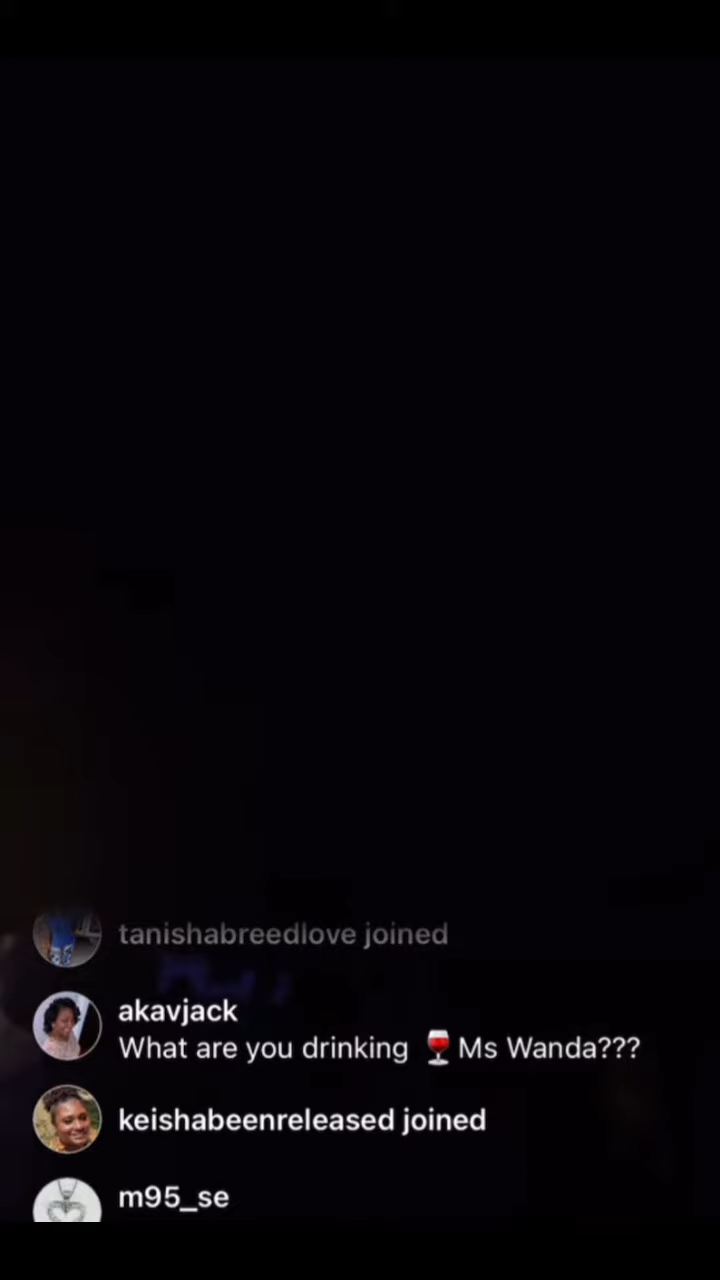 tanishabreedlove joined
akavjack
What are you drinking 🍷Ms Wanda???
keishabeenreleased joined
m95_se